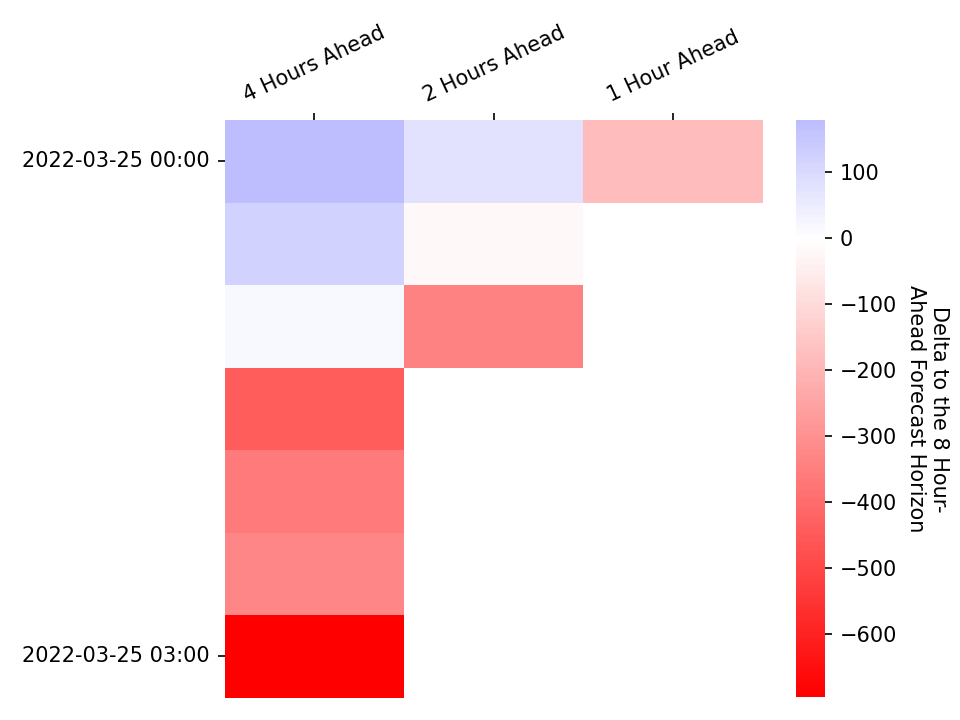 4 Hours Ahead
2 Hours Ahead
1 Hour Ahead
2022-03-25 00:00
2022-03-25 03:00
100
0
−100
−200
−300
−400
−500
−600
Delta to the 8 Hour-
Ahead Forecast Horizon